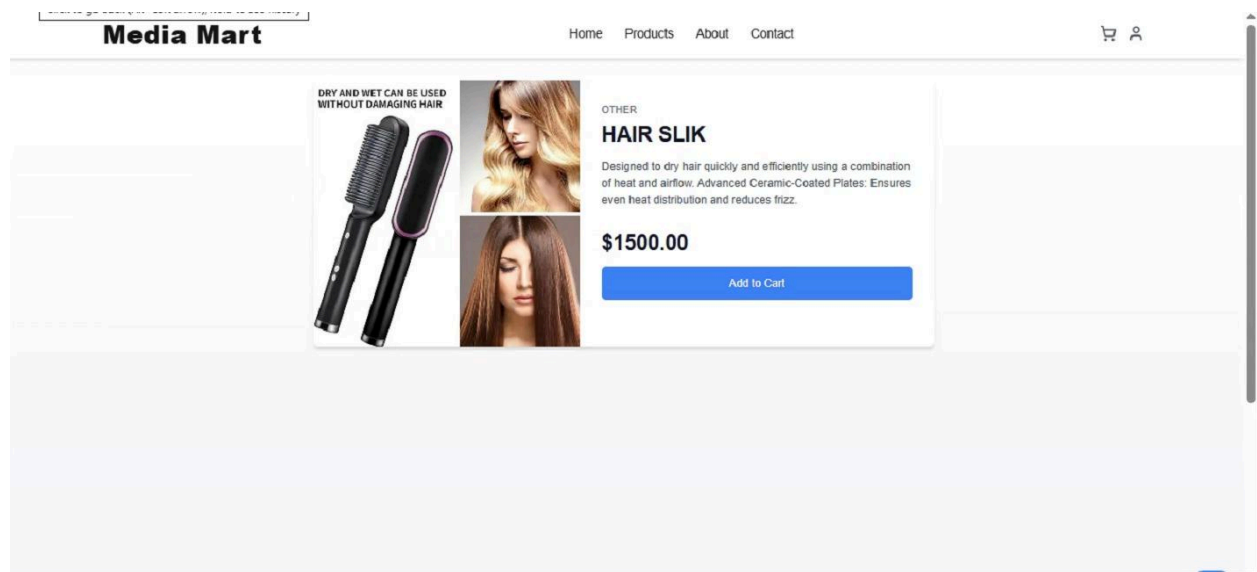 Media Mart
Home Products About Contact
DRY AND WET CAN BE USED
WITHOUT DAMAGING HAIR
OTHER
HAIR SLIK
Designed to dry hair quickly and efficiently using a combination
of heat and airflow. Advanced Ceramic-Coated Plates: Ensures
even heat distribution and reduces frizz.
$1500.00
Add to Cart